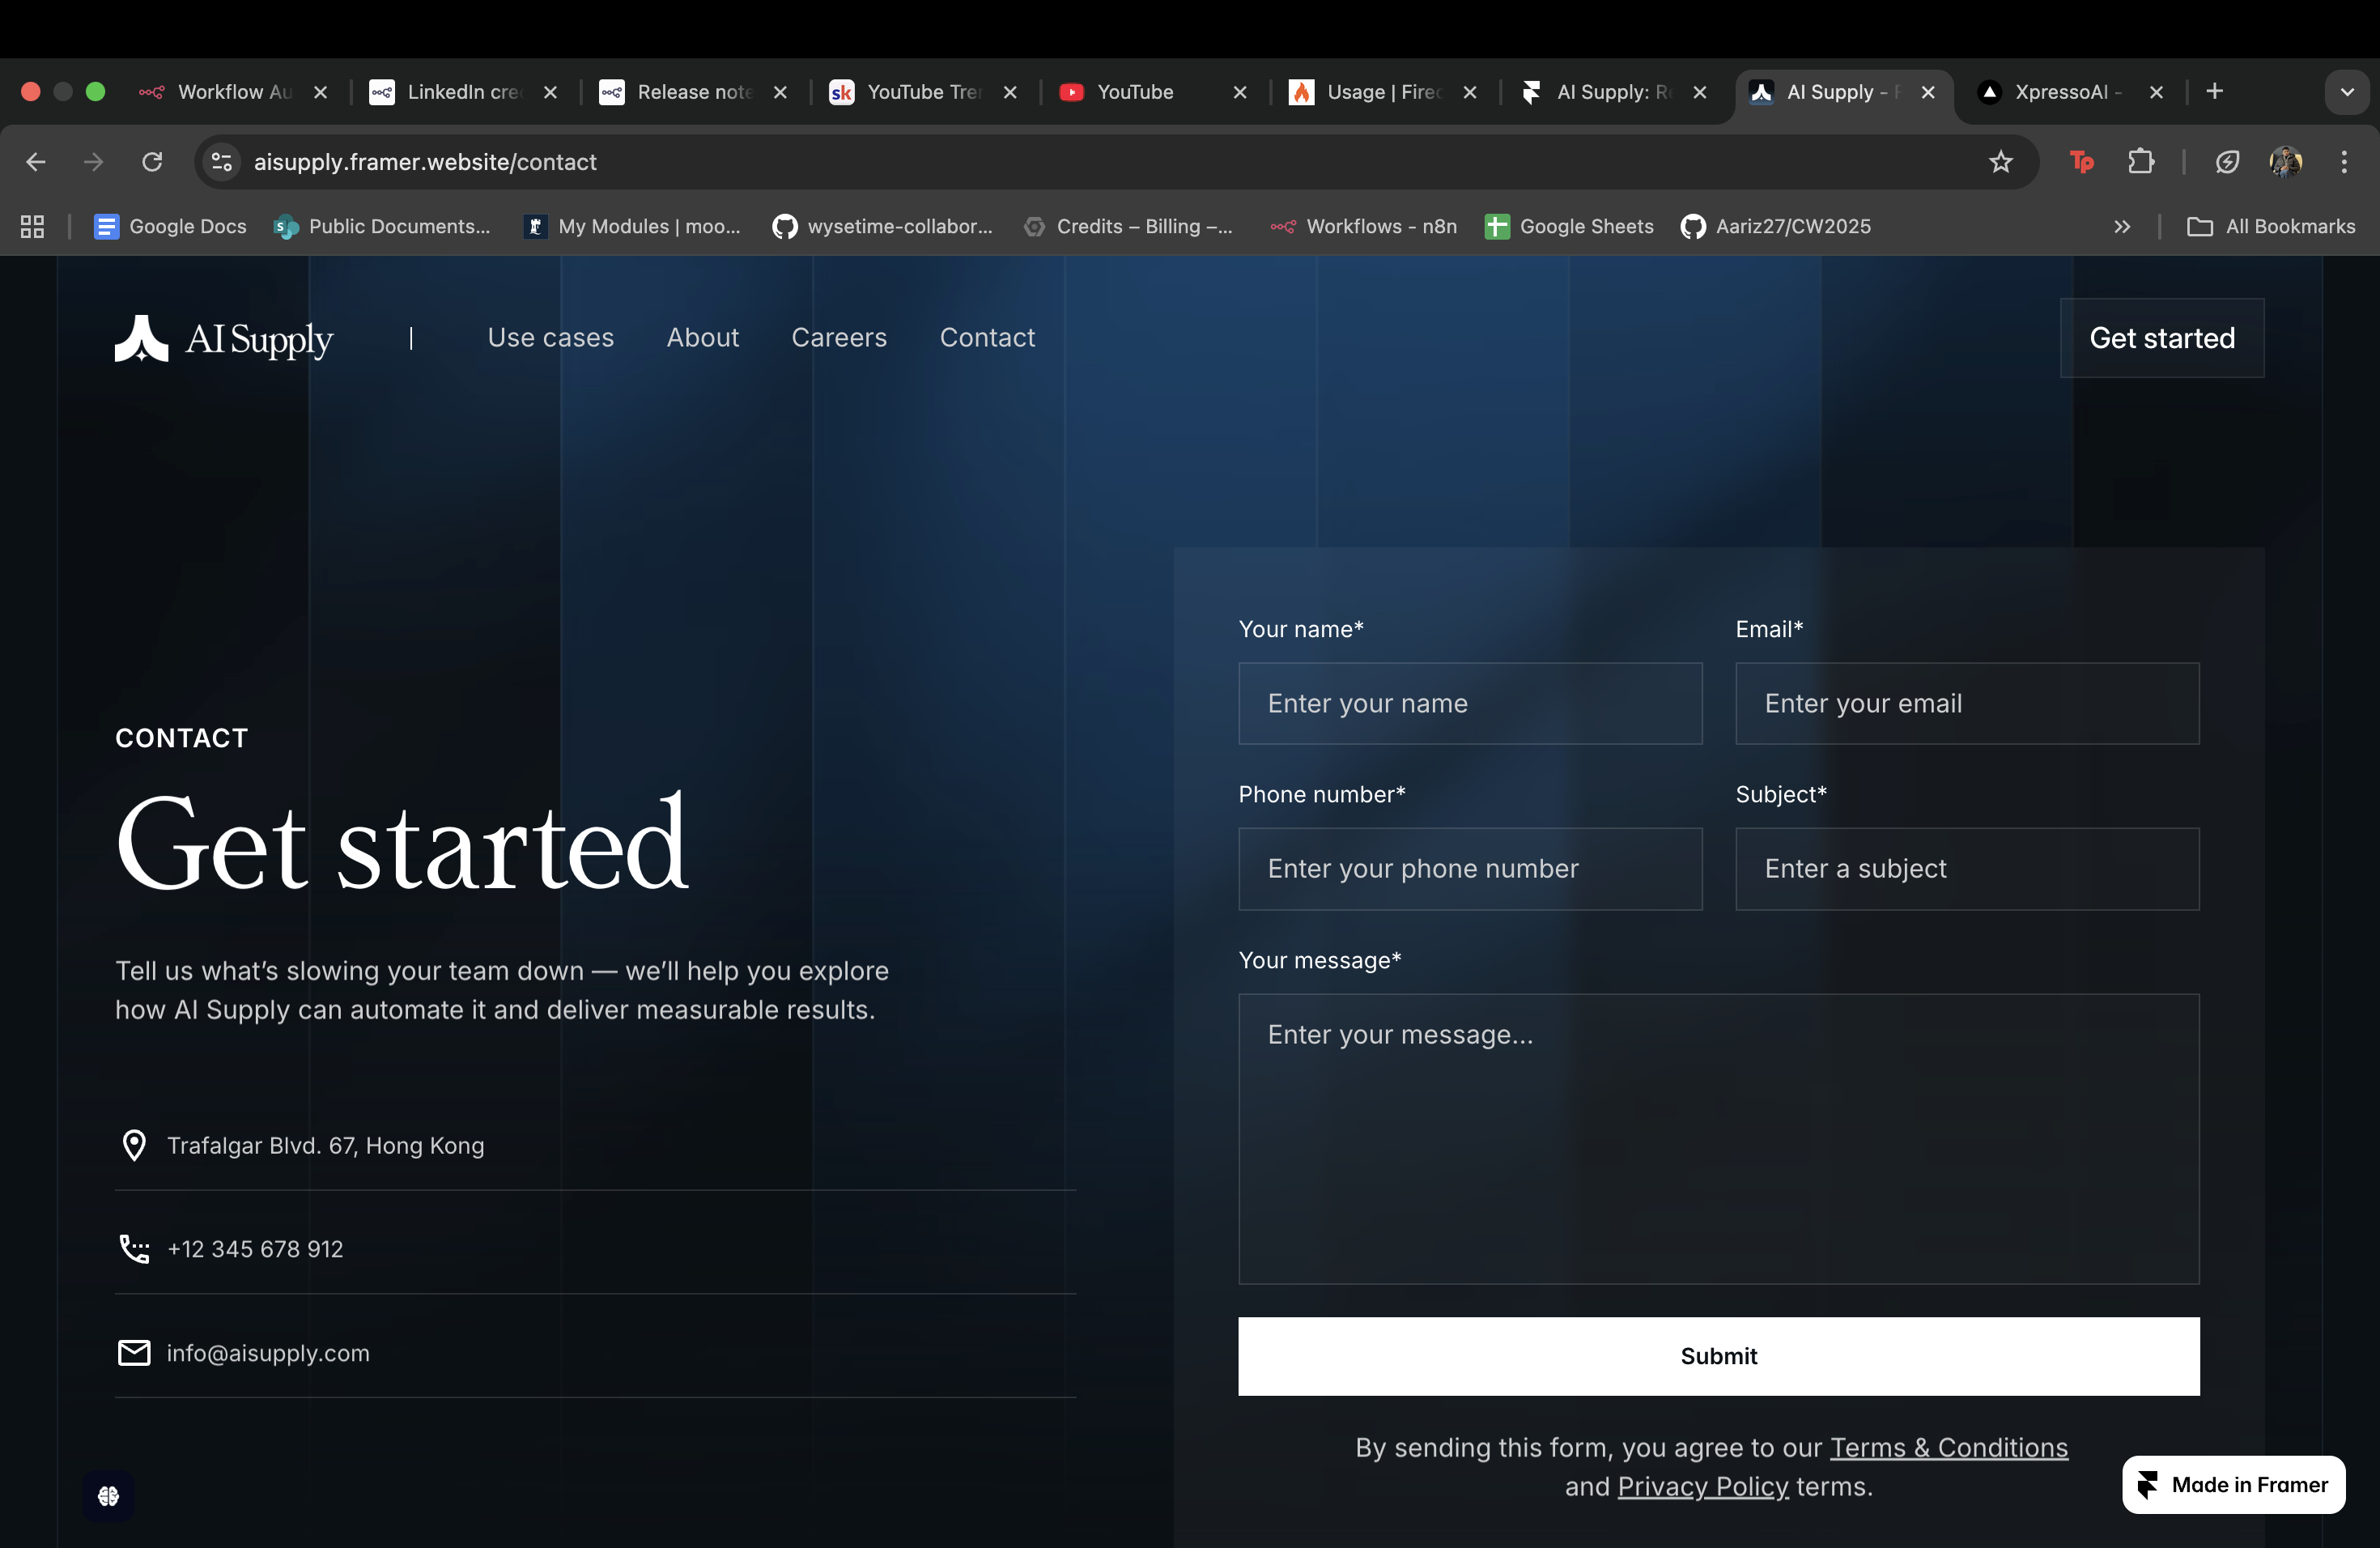 Workflow Au
LinkedIn cre
Release note
sk
YouTube Tre
YouTube
Usage | Firec
AI Supply: Re
AI Supply - F
XpressoAI -
aisupply.framer.website/contact
Tp
Google Docs
S
Public Documents...
My Modules | moo...
wysetime-collabor...
Credits – Billing –...
Workflows - n8n
Google Sheets
Aariz27/CW2025
All Bookmarks
AI Supply
Use cases
About
Careers
Contact
Get started
CONTACT
Get started
Tell us what’s slowing your team down — we’ll help you explore
how AI Supply can automate it and deliver measurable results.
Trafalgar Blvd. 67, Hong Kong
+12 345 678 912
info@aisupply.com
Your name*
Email*
Enter your name
Enter your email
Phone number*
Subject*
Enter your phone number
Enter a subject
Your message*
Enter your message...
Submit
By sending this form, you agree to our Terms & Conditions
and Privacy Policy terms.
Made in Framer